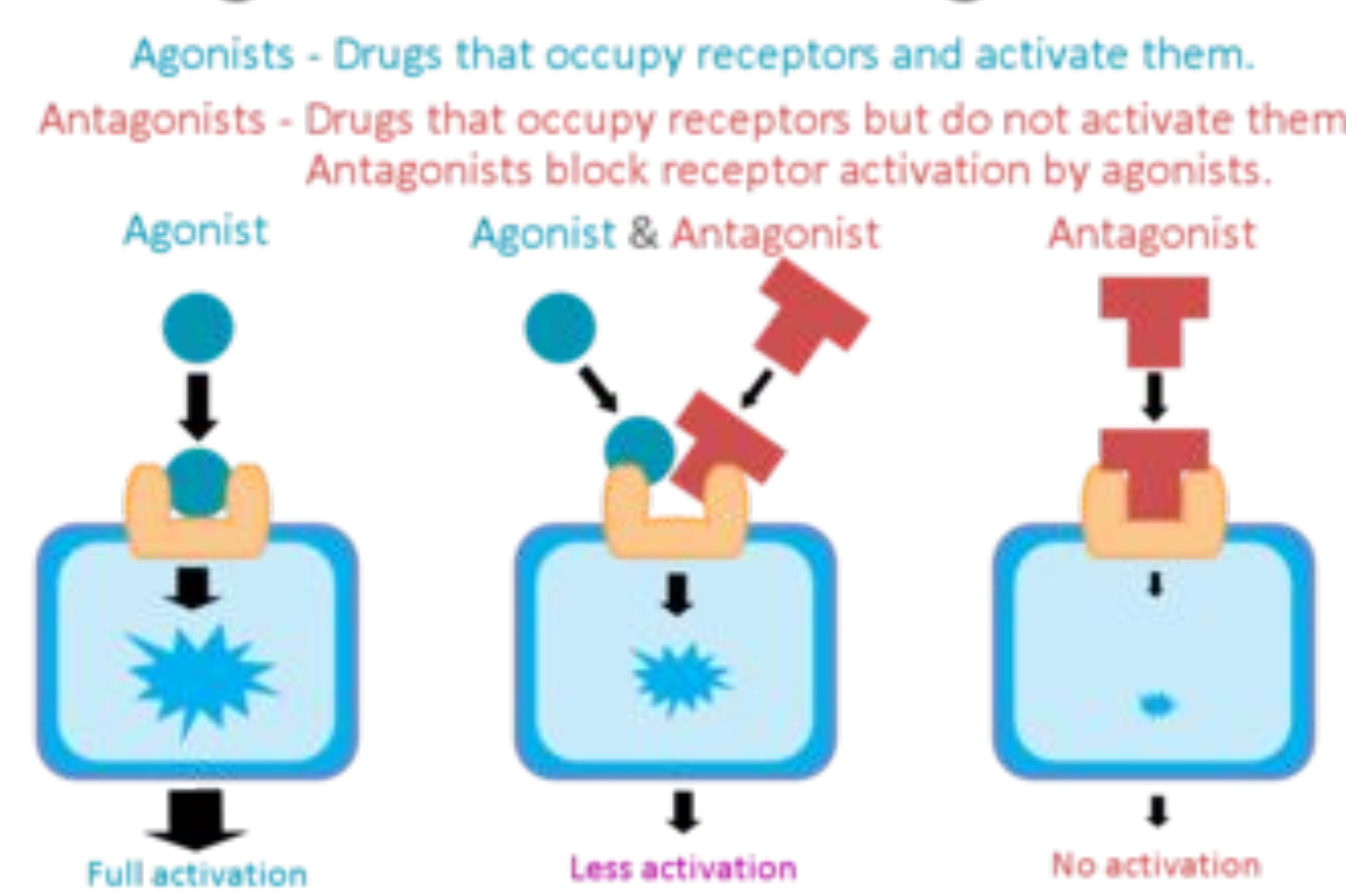 Agonists - Drugs that occupy receptors and activate them.
Antagonists - Drugs that occupy receptors but do not activate them
Antagonists block receptor activation by agonists.
Agonist
Agonist & Antagonist
Antagonist
Full activation
Less activation
No activation